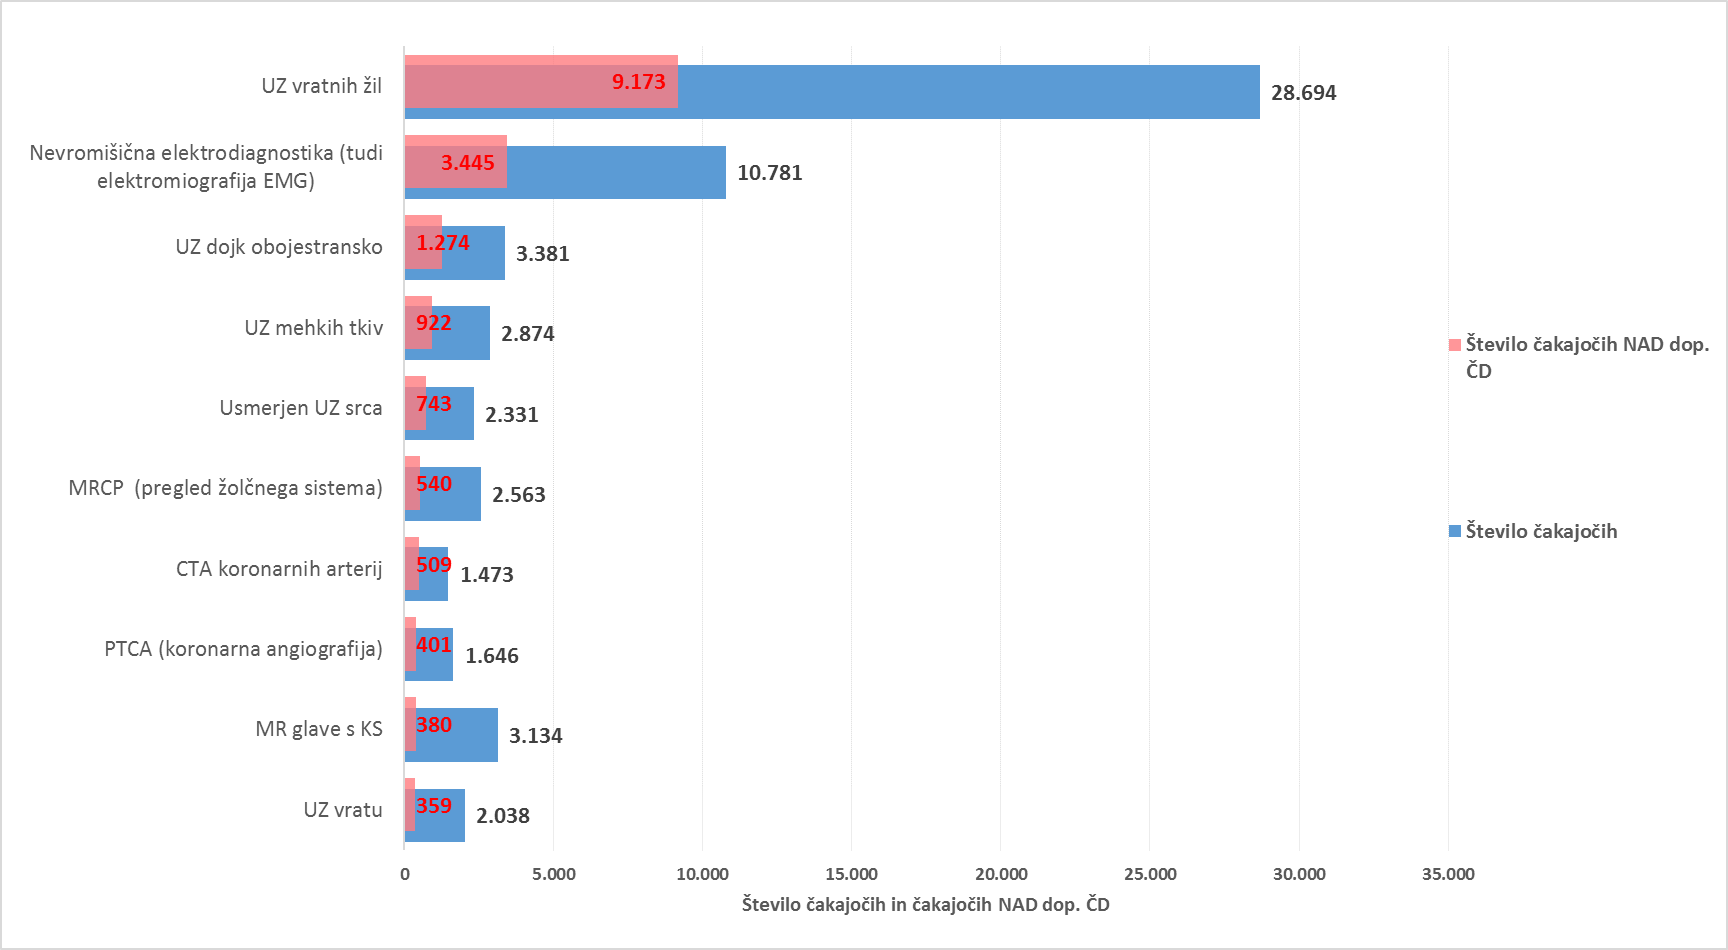 UZ vratnih žil
9.173
28.694
Nevromišična elektrodiagnostika (tudi
elektromiografija EMG)
3.445
10.781
UZ dojk obojestransko
1.274
3.381
UZ mehkih tkiv
922
2.874
Usmerjen UZ srca
743
2.331
MRCP  (pregled žolčnega sistema)
540
2.563
CTA koronarnih arterij
509
1.473
PTCA (koronarna angiografija)
401
1.646
MR glave s KS
380
3.134
UZ vratu
359
2.038
0
5.000
10.000
15.000
20.000
25.000
30.000
35.000
Število čakajočih in čakajočih NAD dop. ČD
Število čakajočih NAD dop.
ČD
Število čakajočih